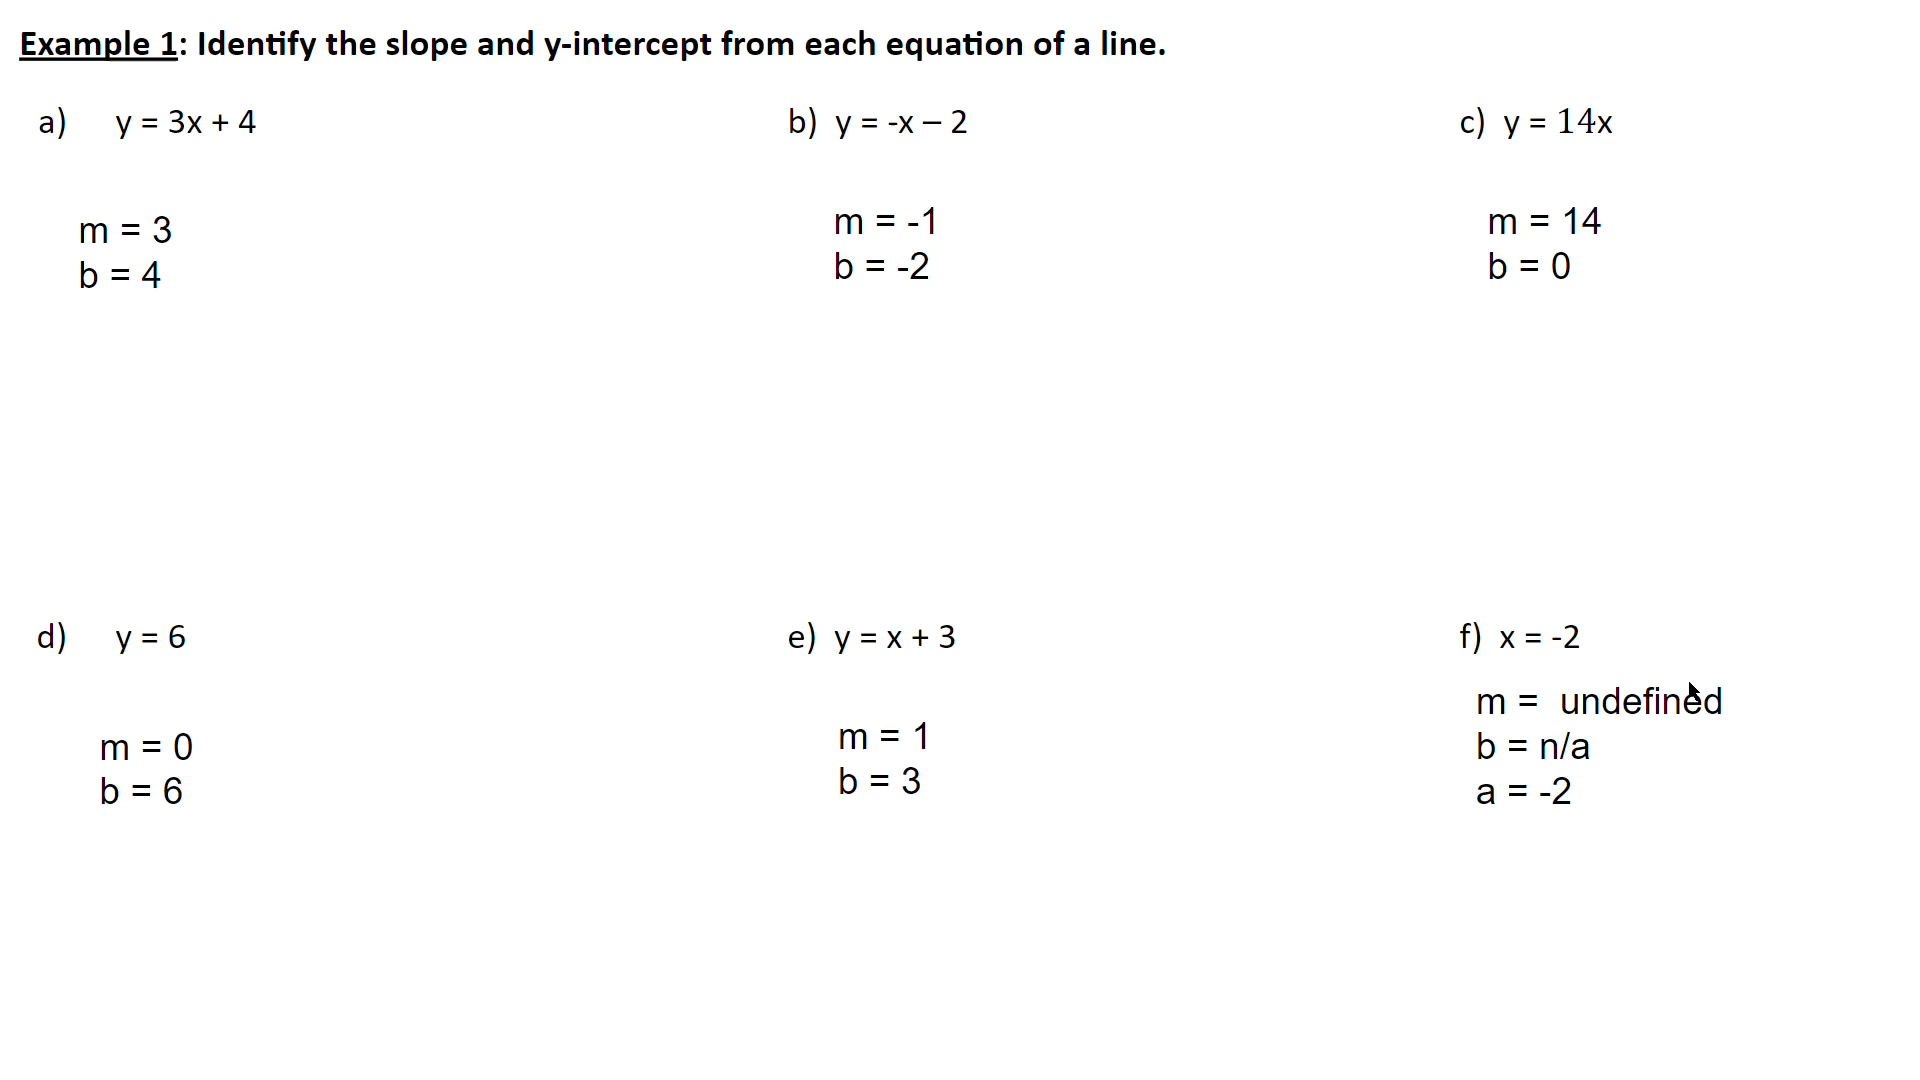 Example 1: Identify the slope and y-intercept from each equation of a line.
a) y = 3x + 4
b) y = -x – 2
c) y = 14x
m = 3
b = 4
m = -1
b = -2
m = 14
b = 0
d) y = 6
e) y = x + 3
f) x = -2
m = 0
b = 6
m = 1
b = 3
m = undefined
b = n/a
a = -2